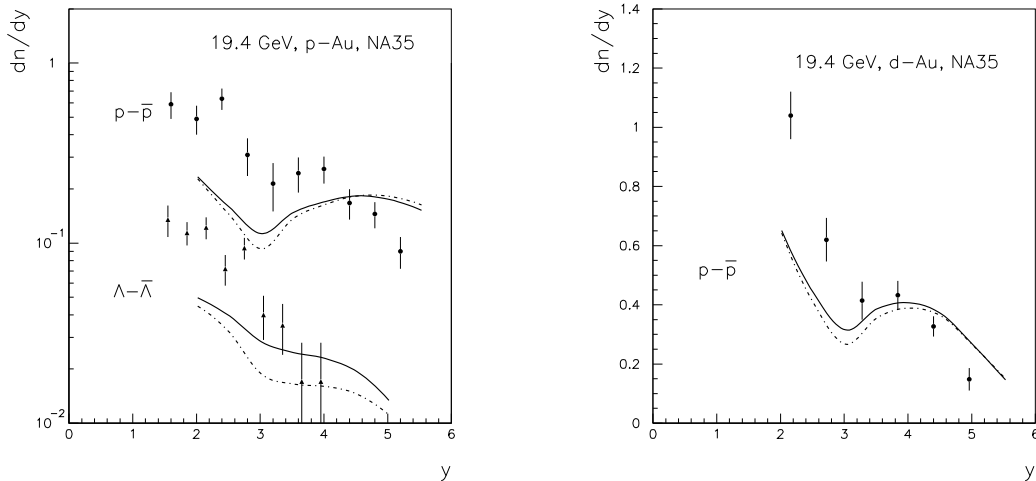 dn/dy
19.4 GeV, p-Au, NA35
1
p-p̅
10⁻¹
Λ-Λ̅
10⁻²
0 1 2 3 4 5 6
y
dn/dy
1.4
19.4 GeV, d-Au, NA35
1.2
1
0.8
0.6
p-p̅
0.4
0.2
0
0 1 2 3 4 5 6
y